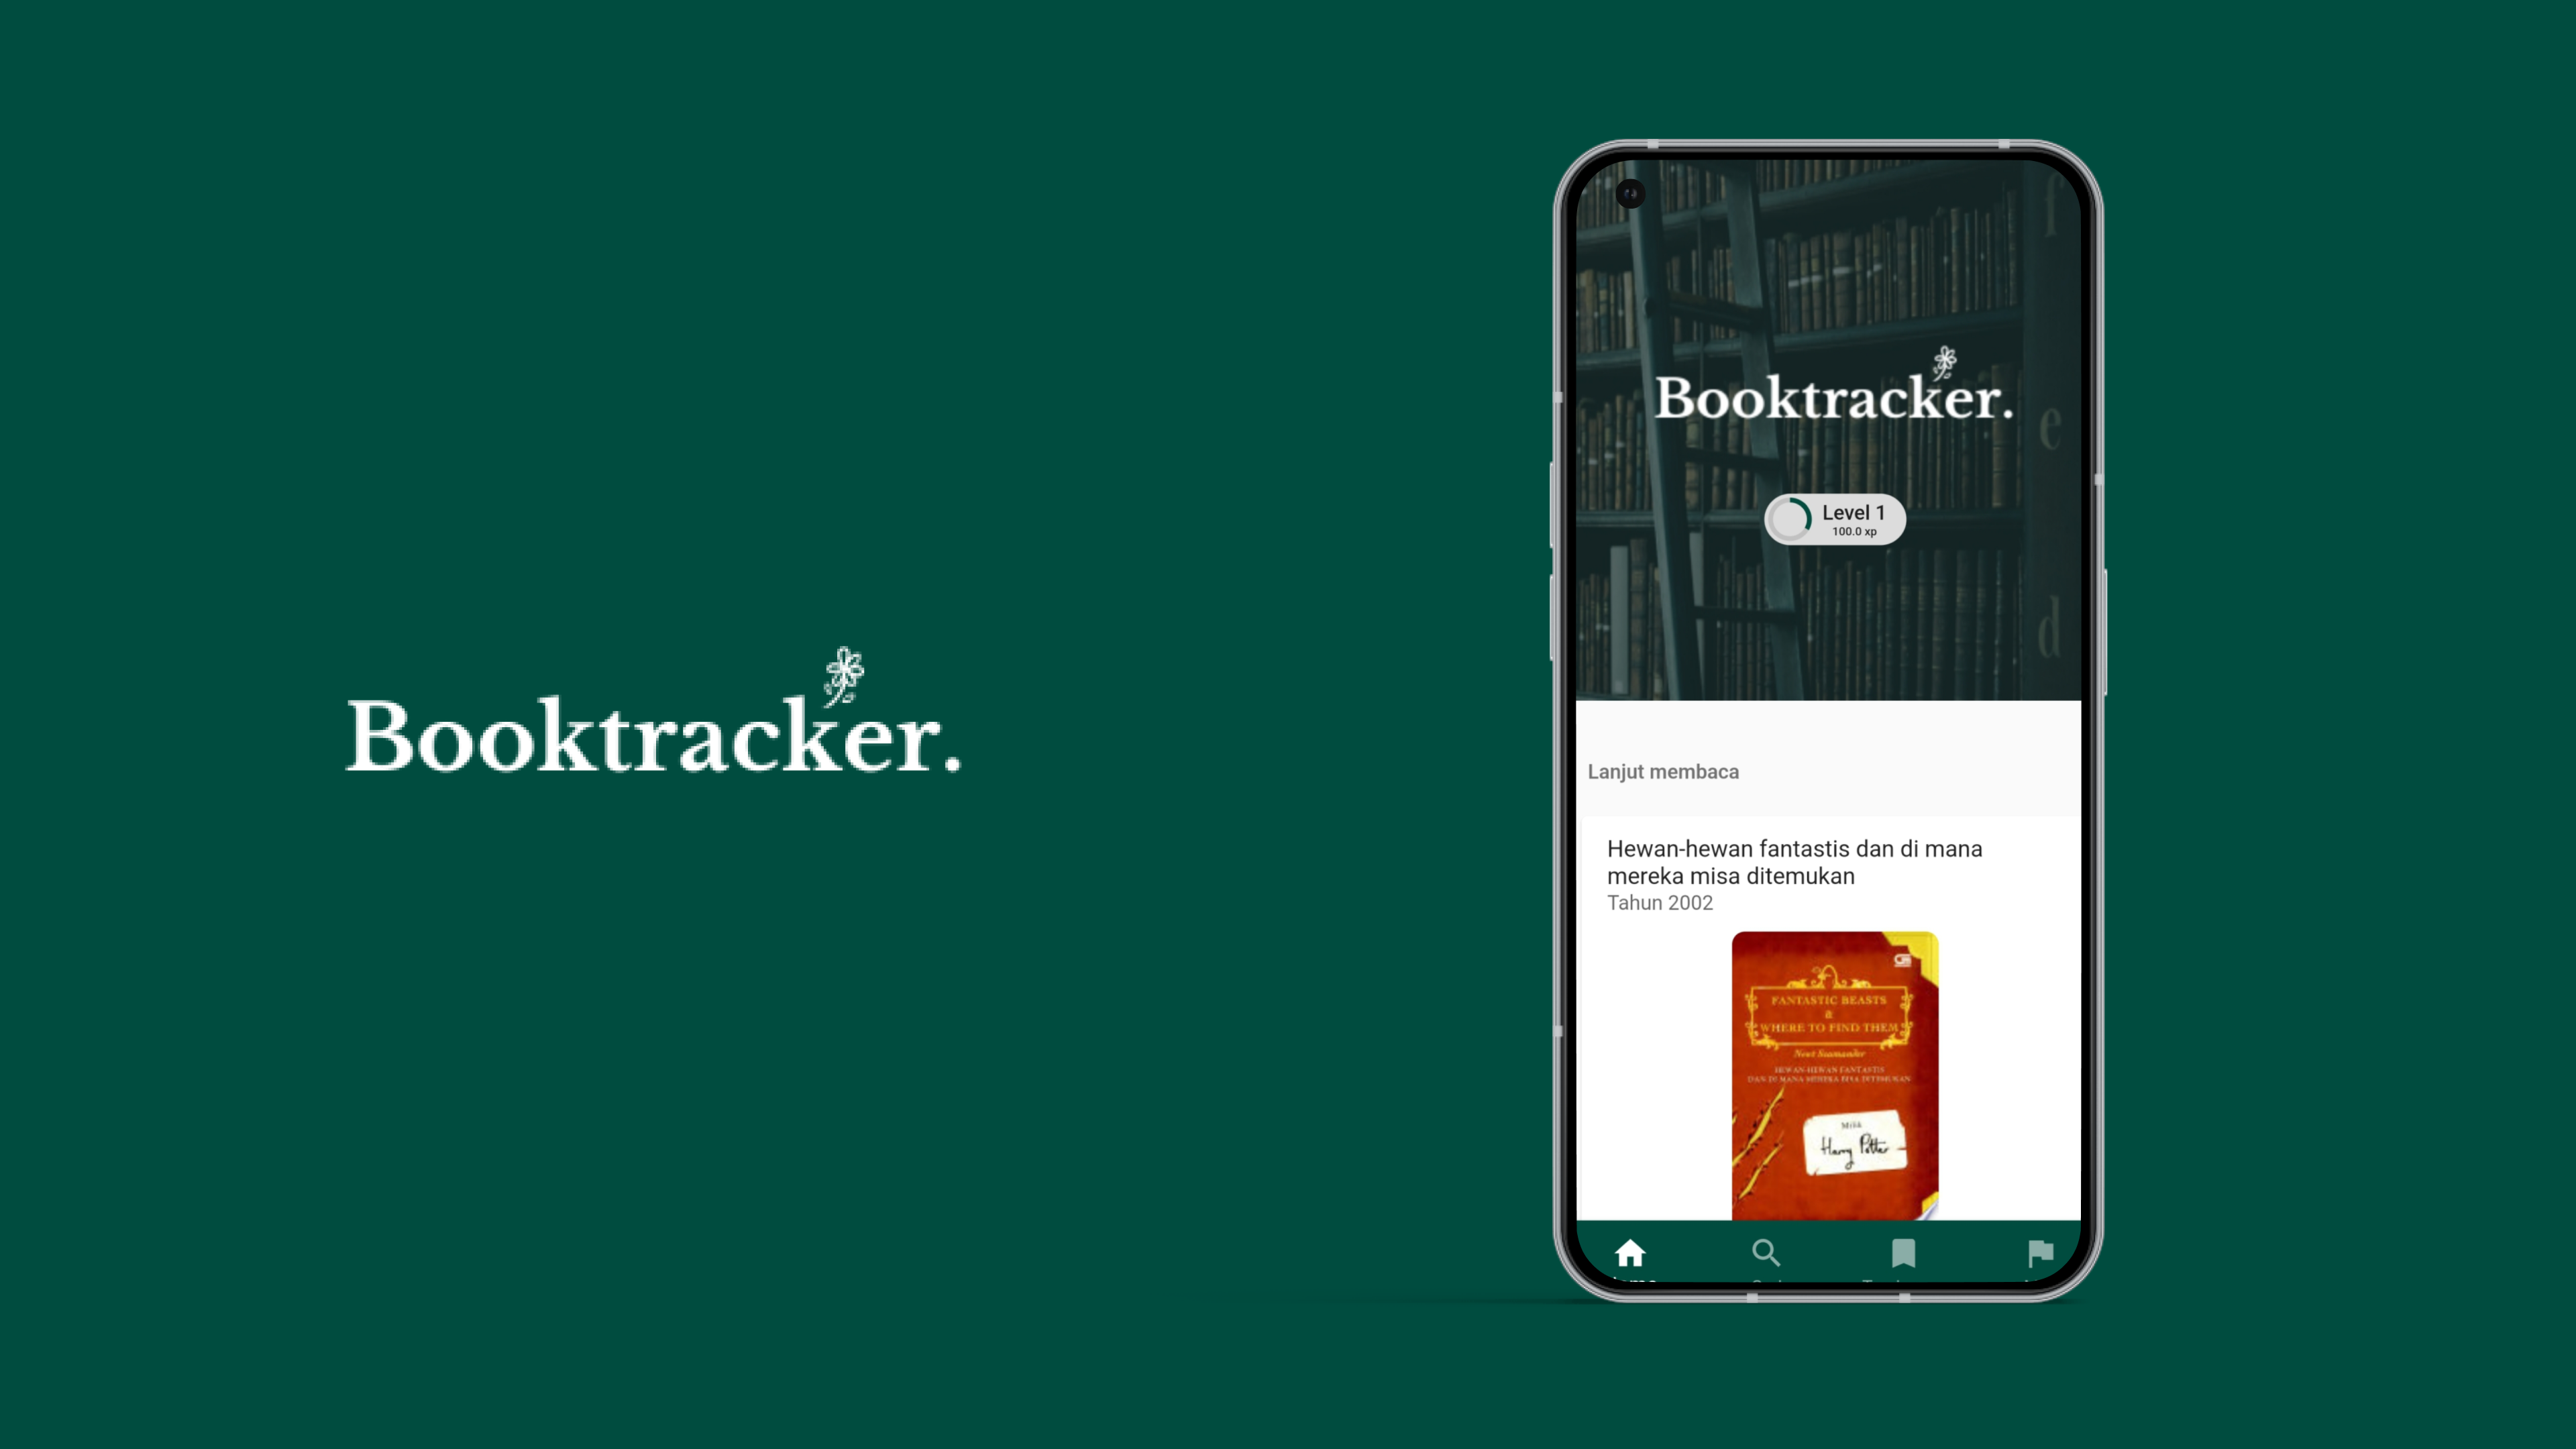 Booktracker.
Booktracker.
Level 1
100.0 xp
f
e
d
Lanjut membaca
Hewan-hewan fantastis dan di mana
mereka misa ditemukan
Tahun 2002
FANTASTIC BEASTS
&
WHERE TO FIND THEM
Newt Scamander
HEWAN-HEWAN FANTASTIS
DAN DI MANA MEREKA BISA DITEMUKAN
Milik
Harry Potter